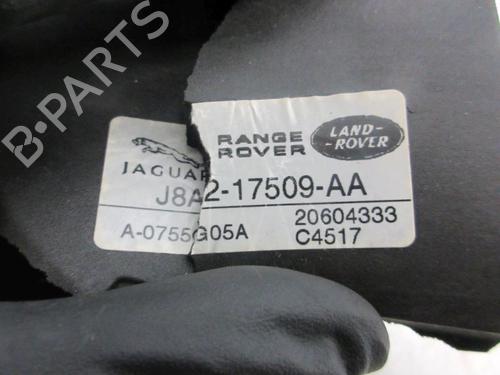 B-PARTS
JAGUAR
RANGE
ROVER
LAND-
-ROVER
J8A2-17509-AA
A-0755G05A
20604333
C4517